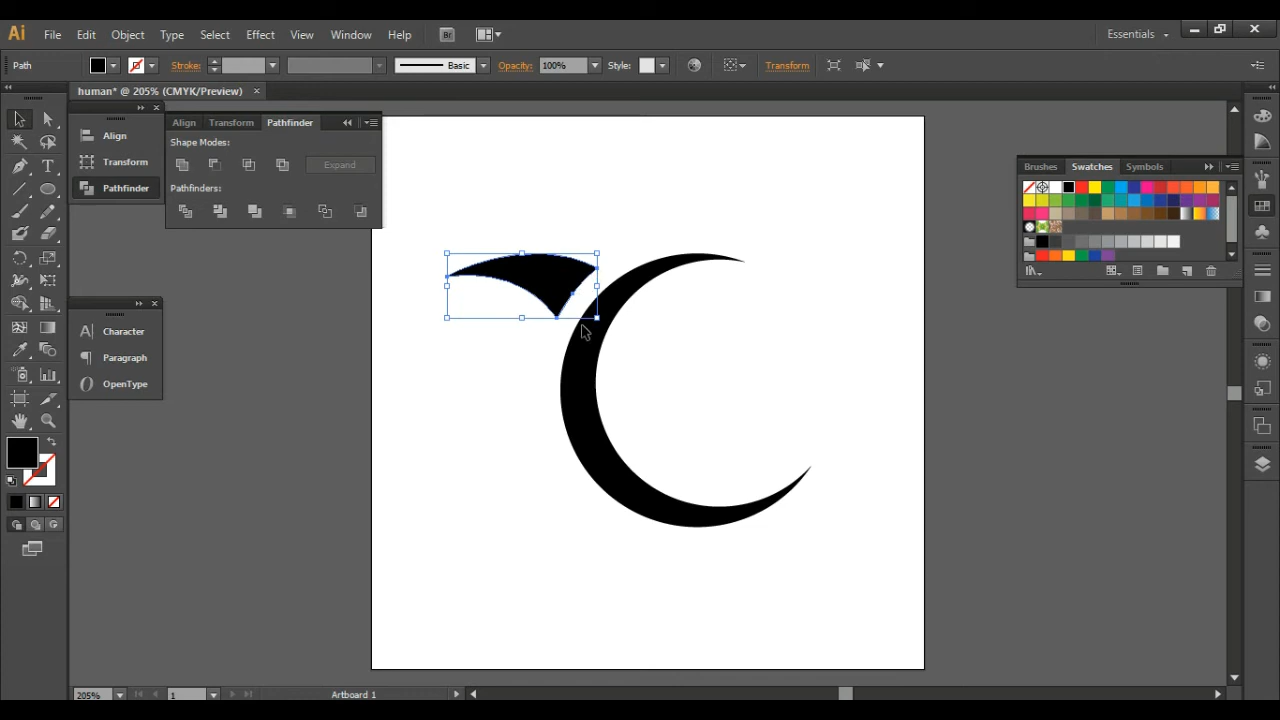 Ai File Edit Object Type Select Effect View Window Help Br Essentials
Path Stroke: Basic Opacity: 100% Style: Transform
human* @ 205% (CMYK/Preview)
Align Transform Pathfinder
Align
Transform
Pathfinder
Shape Modes:
Expand
Pathfinders:
Character
Paragraph
OpenType
Brushes Swatches Symbols
205% 1 Artboard 1